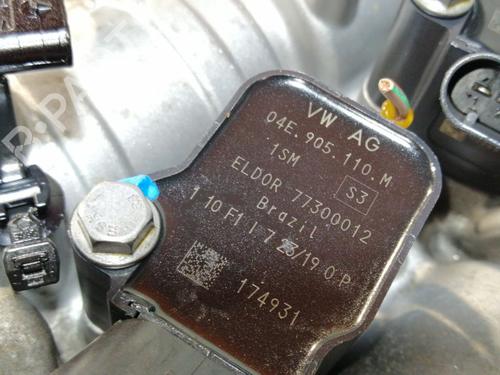 VW AG
04E.905.110.M
1SM S3
ELDOR 77300012
Brazil
174931